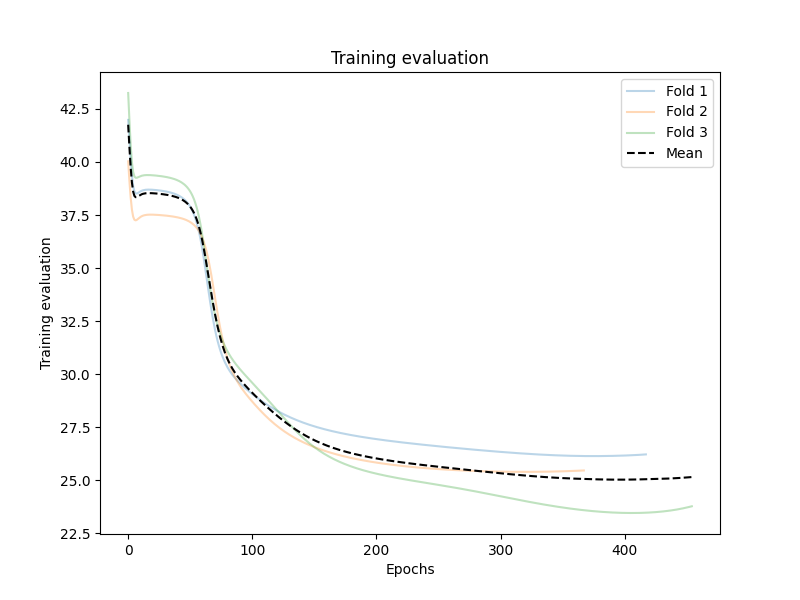 Training evaluation
Fold 1
Fold 2
Fold 3
Mean
Training evaluation
42.5
40.0
37.5
35.0
32.5
30.0
27.5
25.0
22.5
0 100 200 300 400
Epochs